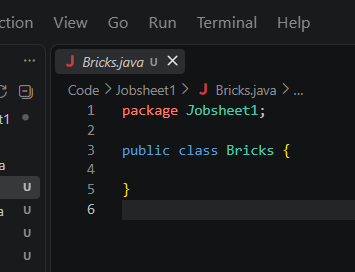 ction View Go Run Terminal Help
... J Bricks.java U ×
Code > Jobsheet1 > J Bricks.java > ...
1 package Jobsheet1;
2
3 public class Bricks {
4
5 }
6
t1
a
U
a U
U
U